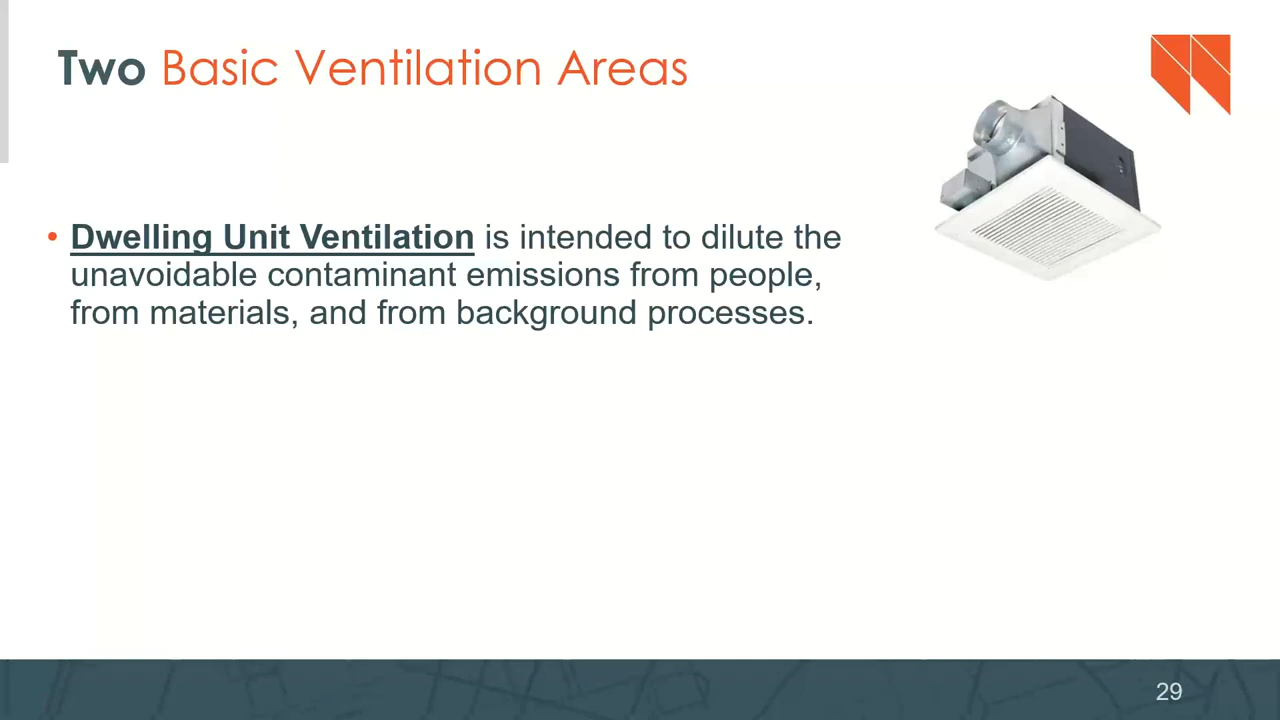 Two Basic Ventilation Areas
• Dwelling Unit Ventilation is intended to dilute the
unavoidable contaminant emissions from people,
from materials, and from background processes.
29